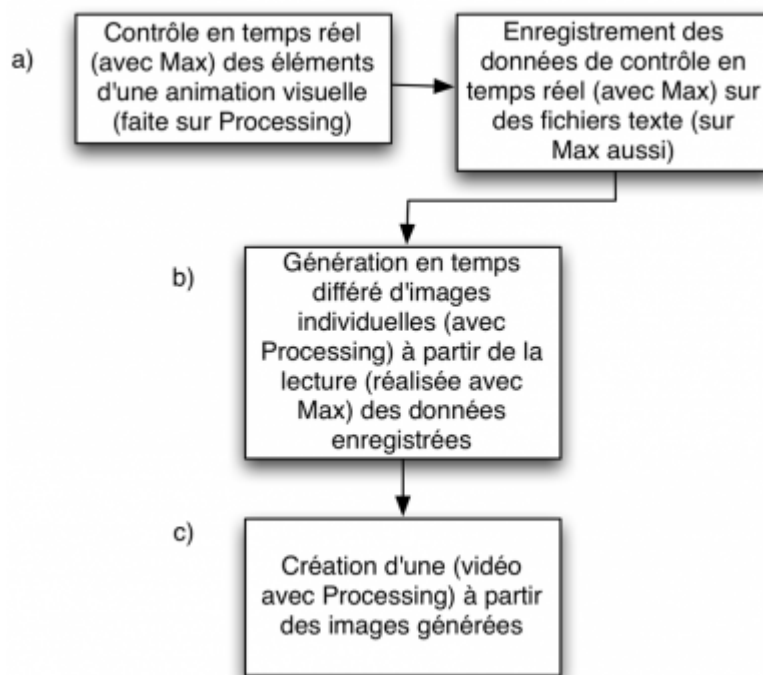 a)
Contrôle en temps réel
(avec Max) des éléments
d'une animation visuelle
(faite sur Processing)
Enregistrement des
données de contrôle en
temps réel (avec Max) sur
des fichiers texte (sur
Max aussi)
b)
Génération en temps
différé d'images
individuelles (avec
Processing) à partir de la
lecture (réalisée avec
Max) des données
enregistrées
c)
Création d'une (vidéo
avec Processing) à partir
des images générées